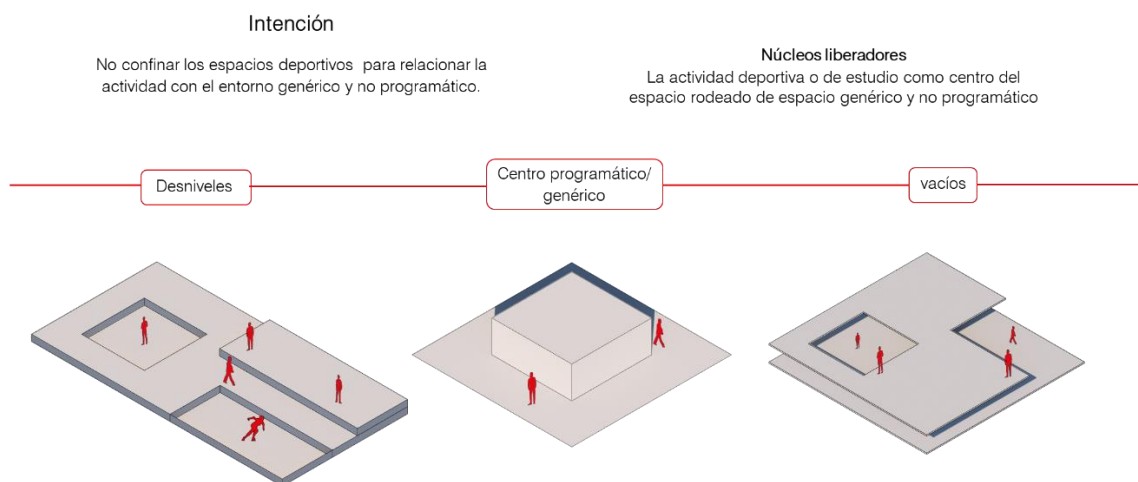 Intención
No confinar los espacios deportivos para relacionar la
actividad con el entorno genérico y no programático.
Núcleos liberadores
La actividad deportiva o de estudio como centro del
espacio rodeado de espacio genérico y no programático
Desniveles
Centro programático/
genérico
vacíos